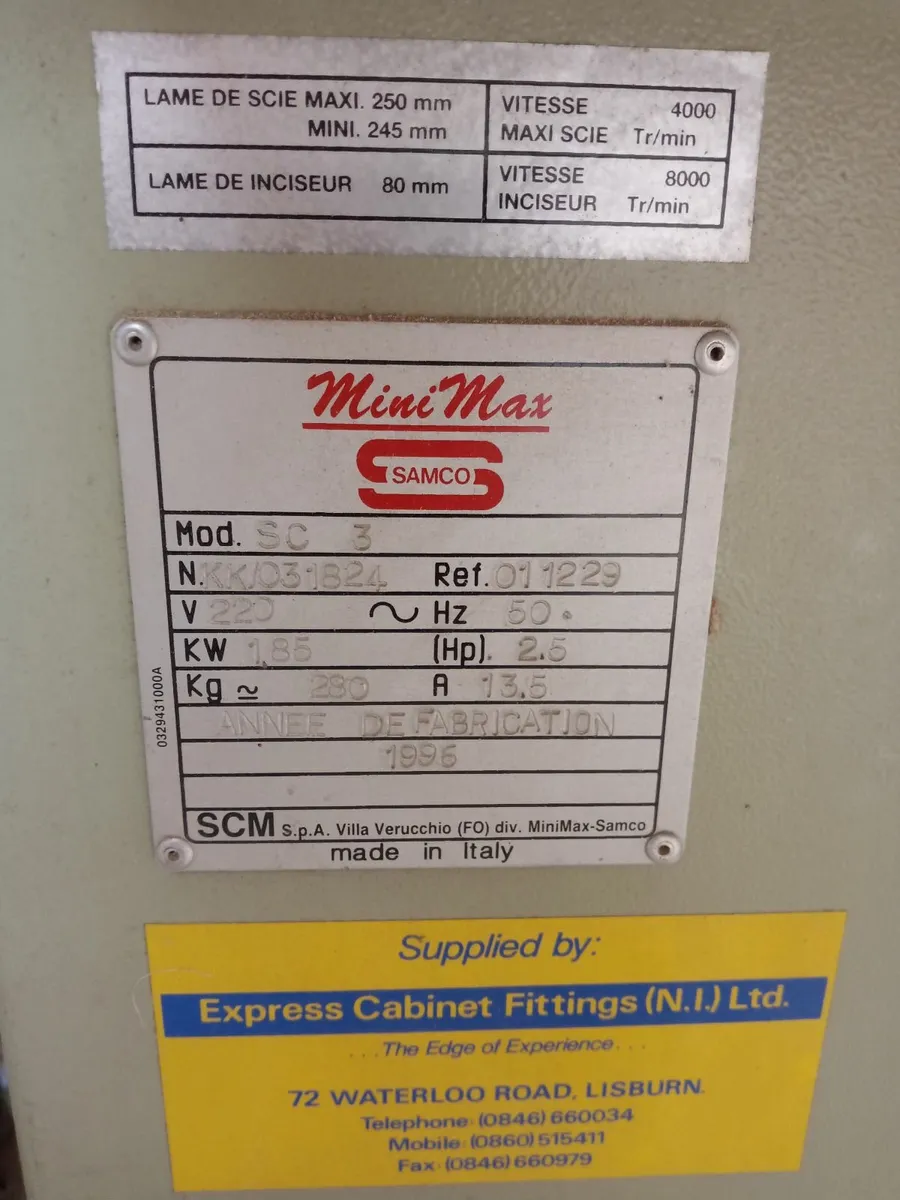 LAME DE SCIE MAXI. 250 mm
MINI. 245 mm
VITESSE 4000
MAXI SCIE Tr/min
LAME DE INCISEUR 80 mm
VITESSE 8000
INCISEUR Tr/min
MiniMax
SAMCO
Mod. SC 3
N. KK/031824 Ref. 011229
V 220 ~ Hz 50
KW 1.85 (Hp). 2.5
Kg ≃ 280 A 13.5
ANNEE DE FABRICATION
1996
0329431000A
SCM S.p.A. Villa Verucchio (FO) div. MiniMax-Samco
made in Italy
Supplied by:
Express Cabinet Fittings (N.I.) Ltd.
...The Edge of Experience...
72 WATERLOO ROAD, LISBURN.
Telephone: (0846) 660034
Mobile: (0860) 515411
Fax: (0846) 660979